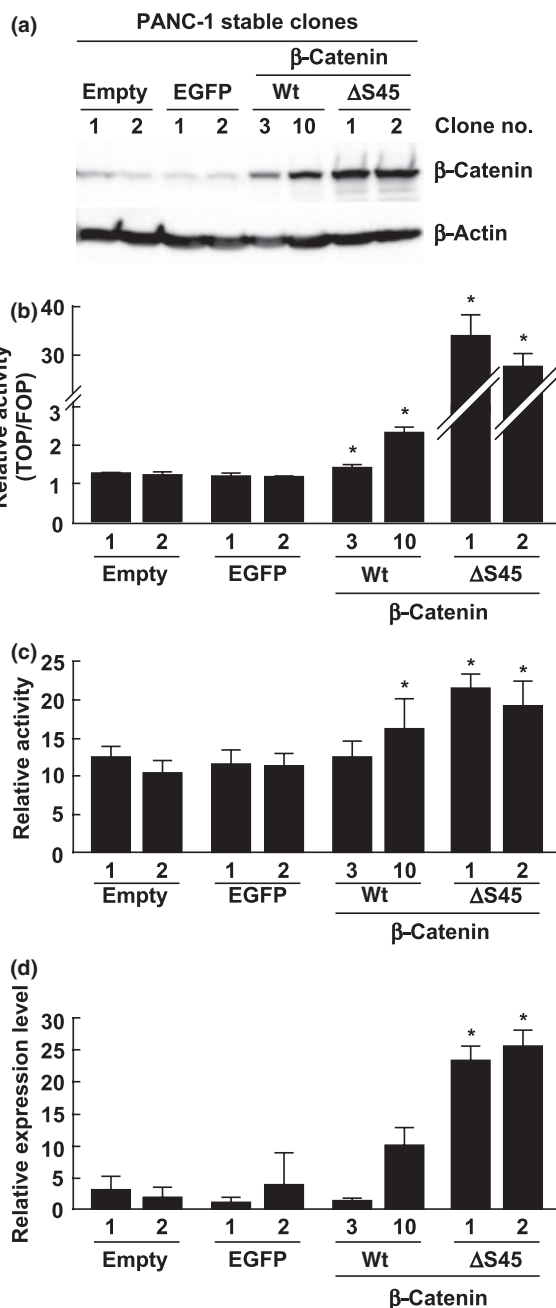 (a)
PANC-1 stable clones
β-Catenin
Empty EGFP Wt ΔS45
1 2 1 2 3 10 1 2 Clone no.
β-Catenin
β-Actin
(b)
Relative activity
(TOP/FOP)
40
30
3
2
1
0
* * * *
1 2 1 2 3 10 1 2
Empty EGFP Wt ΔS45
β-Catenin
(c)
Relative activity
25
20
15
10
5
0
* * *
1 2 1 2 3 10 1 2
Empty EGFP Wt ΔS45
β-Catenin
(d)
Relative expression level
30
25
20
15
10
5
0
* *
1 2 1 2 3 10 1 2
Empty EGFP Wt ΔS45
β-Catenin